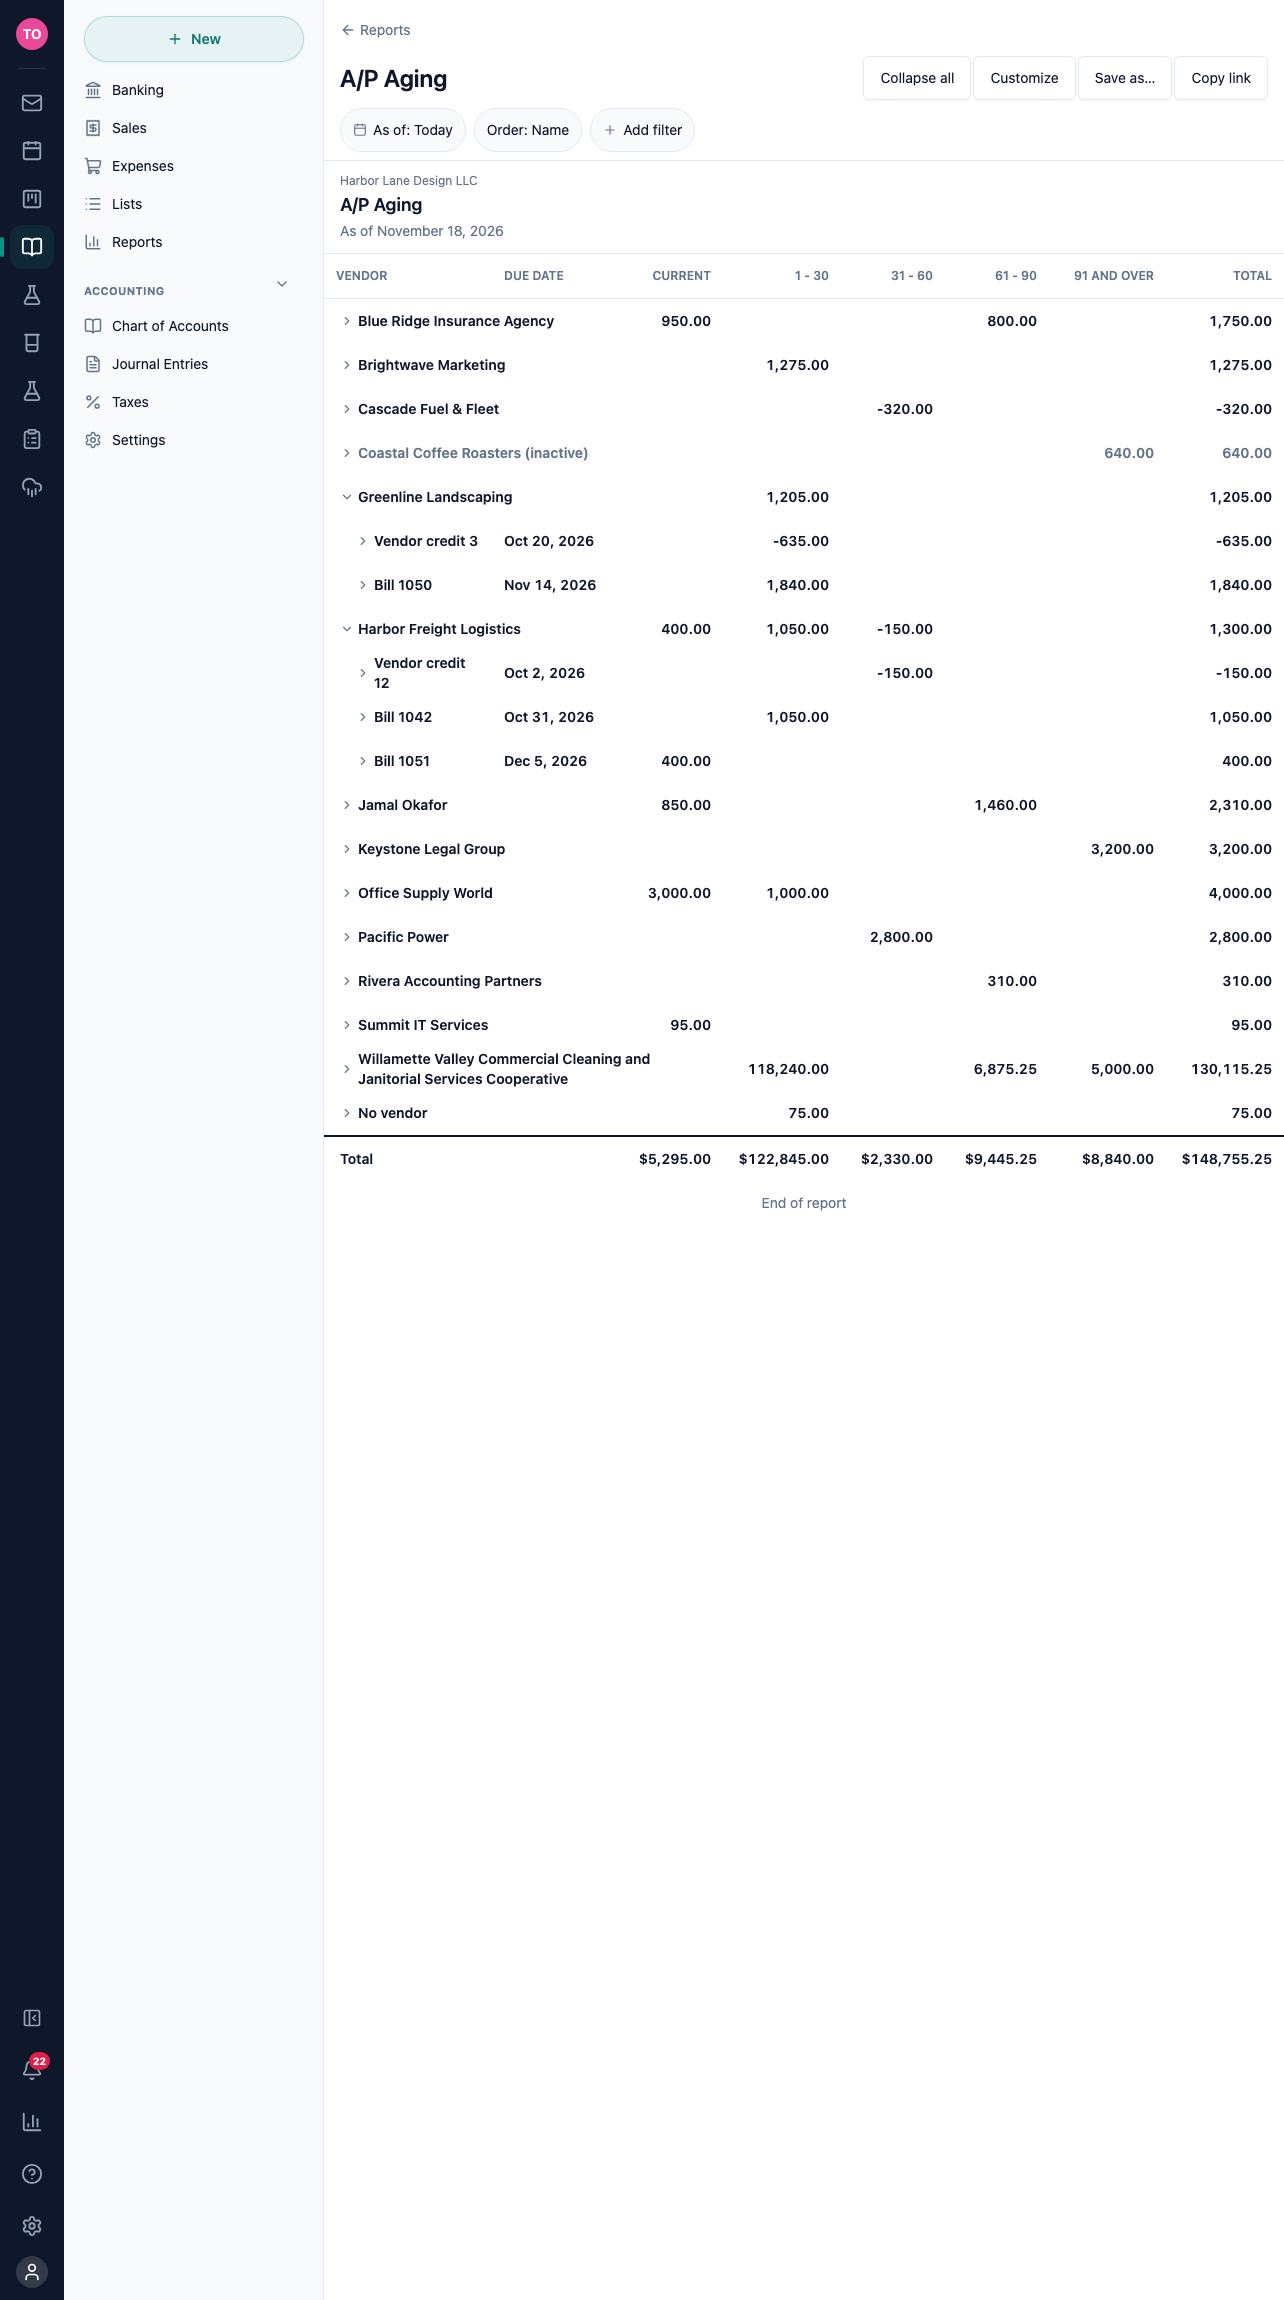 TO
New
Banking
Sales
Expenses
Lists
Reports
ACCOUNTING
Chart of Accounts
Journal Entries
Taxes
Settings
22
Reports
A/P Aging
Collapse all Customize Save as... Copy link
As of: Today Order: Name Add filter
Harbor Lane Design LLC
A/P Aging
As of November 18, 2026
VENDOR DUE DATE CURRENT 1 - 30 31 - 60 61 - 90 91 AND OVER TOTAL
Blue Ridge Insurance Agency 950.00 800.00 1,750.00
Brightwave Marketing 1,275.00 1,275.00
Cascade Fuel & Fleet -320.00 -320.00
Coastal Coffee Roasters (inactive) 640.00 640.00
Greenline Landscaping 1,205.00 1,205.00
Vendor credit 3 Oct 20, 2026 -635.00 -635.00
Bill 1050 Nov 14, 2026 1,840.00 1,840.00
Harbor Freight Logistics 400.00 1,050.00 -150.00 1,300.00
Vendor credit
12 Oct 2, 2026 -150.00 -150.00
Bill 1042 Oct 31, 2026 1,050.00 1,050.00
Bill 1051 Dec 5, 2026 400.00 400.00
Jamal Okafor 850.00 1,460.00 2,310.00
Keystone Legal Group 3,200.00 3,200.00
Office Supply World 3,000.00 1,000.00 4,000.00
Pacific Power 2,800.00 2,800.00
Rivera Accounting Partners 310.00 310.00
Summit IT Services 95.00 95.00
Willamette Valley Commercial Cleaning and
Janitorial Services Cooperative 118,240.00 6,875.25 5,000.00 130,115.25
No vendor 75.00 75.00
Total $5,295.00 $122,845.00 $2,330.00 $9,445.25 $8,840.00 $148,755.25
End of report